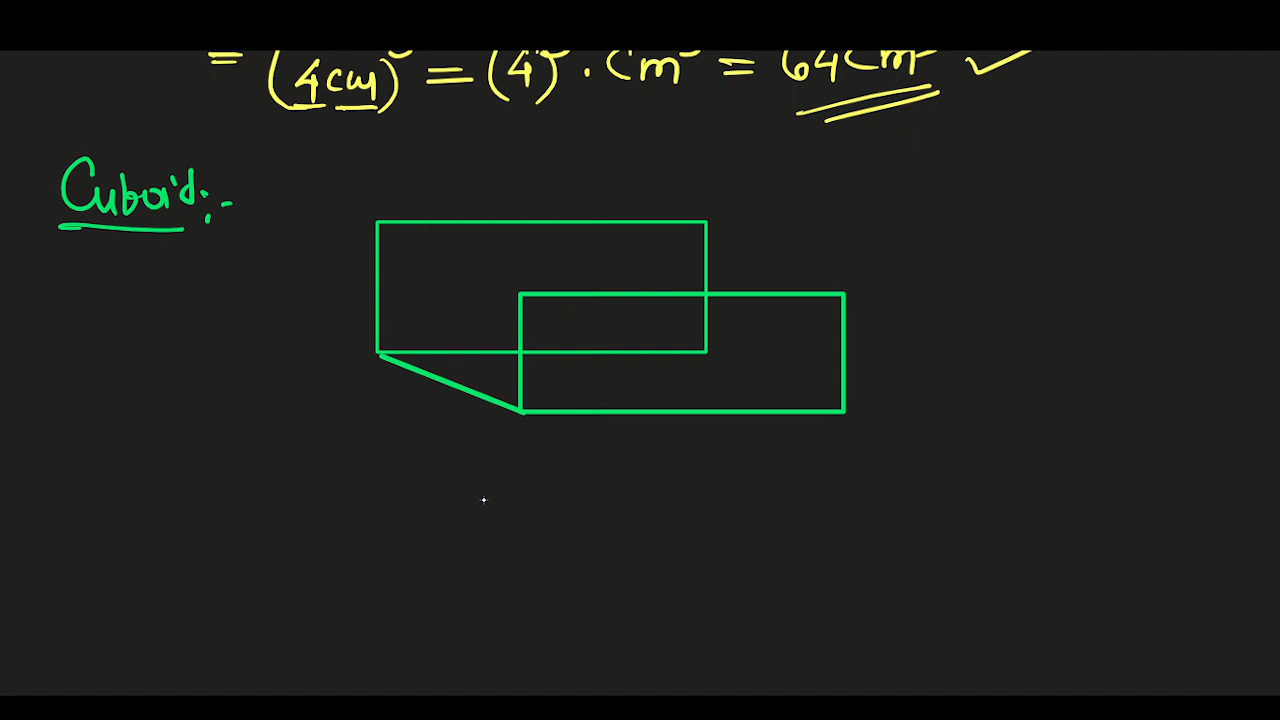 = (4cm)³ = (4)³ · cm³ = 64cm³ ✓
Cuboid:-